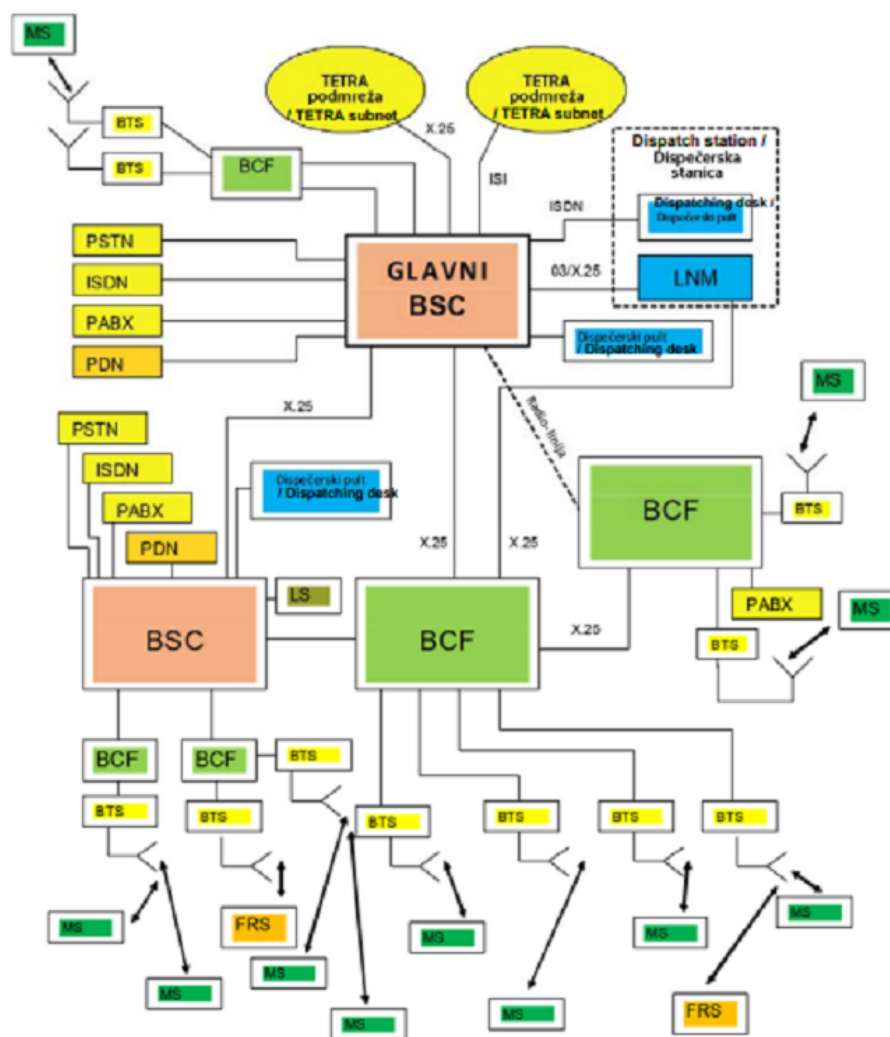 MS
TETRA
podmreža
/ TETRA subnet
TETRA
podmreža
/ TETRA subnet
BTS
BTS
BCF
X.25
ISI
Dispatch station /
Dispečerska
stanica
Dispatching desk /
Dispečerski pult
ISDN
PSTN
ISDN
PABX
PDN
GLAVNI
BSC
03/X.25
LNM
Dispečerski pult
/ Dispatching desk
MS
X.25
Radio-linija
PSTN
ISDN
PABX
PDN
Dispečerski pult
/ Dispatching desk
BCF
BTS
X.25
X.25
LS
BSC
BCF
X.25
PABX
MS
BTS
BCF
BCF
BTS
BTS
BTS
BTS
BTS
BTS
BTS
MS
FRS
MS
MS
MS
MS
MS
MS
MS
FRS